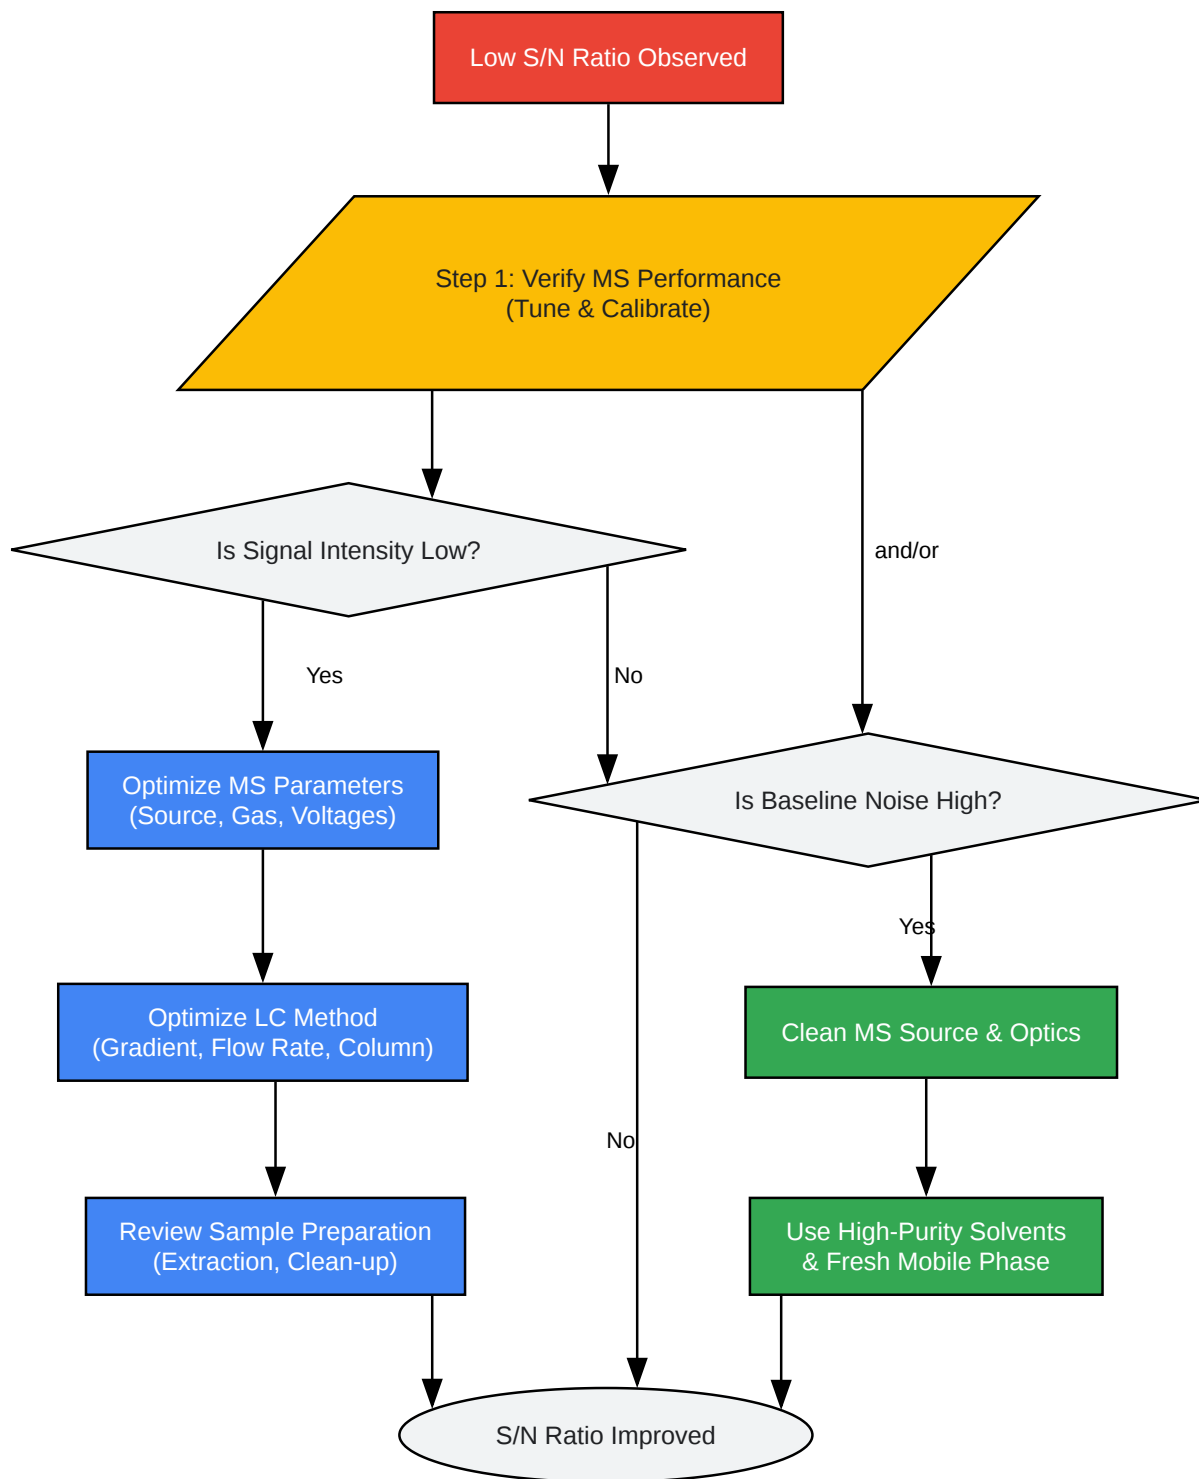 Low S/N Ratio Observed
Step 1: Verify MS Performance
(Tune & Calibrate)
Is Signal Intensity Low?
and/or
Yes
No
Optimize MS Parameters
(Source, Gas, Voltages)
Is Baseline Noise High?
Yes
Optimize LC Method
(Gradient, Flow Rate, Column)
Clean MS Source & Optics
No
Review Sample Preparation
(Extraction, Clean-up)
Use High-Purity Solvents
& Fresh Mobile Phase
S/N Ratio Improved